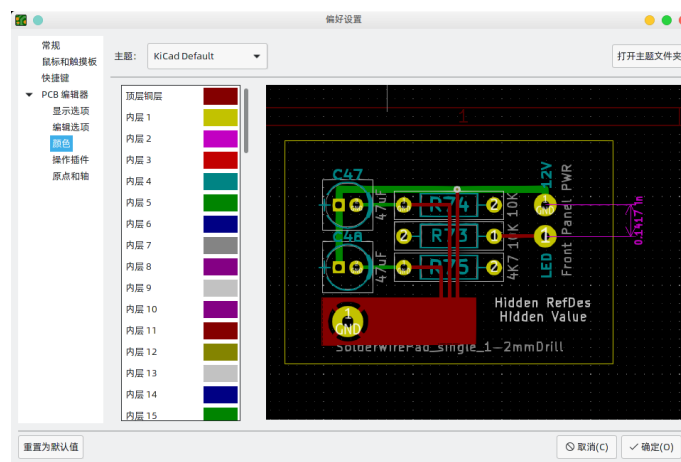 偏好设置
常规
鼠标和触摸板
快捷键
PCB 编辑器
显示选项
编辑选项
颜色
操作插件
原点和轴
主题:
KiCad Default
打开主题文件夹
顶层铜层
内层 1
内层 2
内层 3
内层 4
内层 5
内层 6
内层 7
内层 8
内层 9
内层 10
内层 11
内层 12
内层 13
内层 14
内层 15
1
C47
47uF
R74
10K
12V
Front Panel PWR
1
GND
2
R73
10K
1
LED
0.1417 in
C48
47uF
R75
2
4K7
Hidden RefDes
Hidden Value
1
GND
SolderWirePad_single_1-2mmDrill
重置为默认值
取消(C)
确定(O)